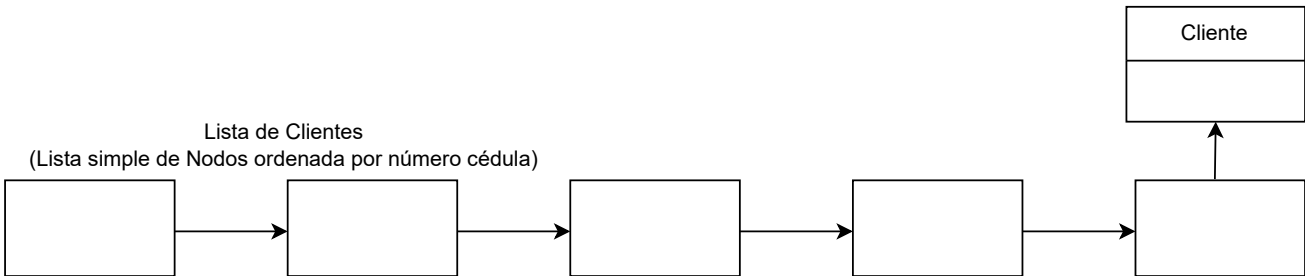 Cliente
Lista de Clientes
(Lista simple de Nodos ordenada por número cédula)